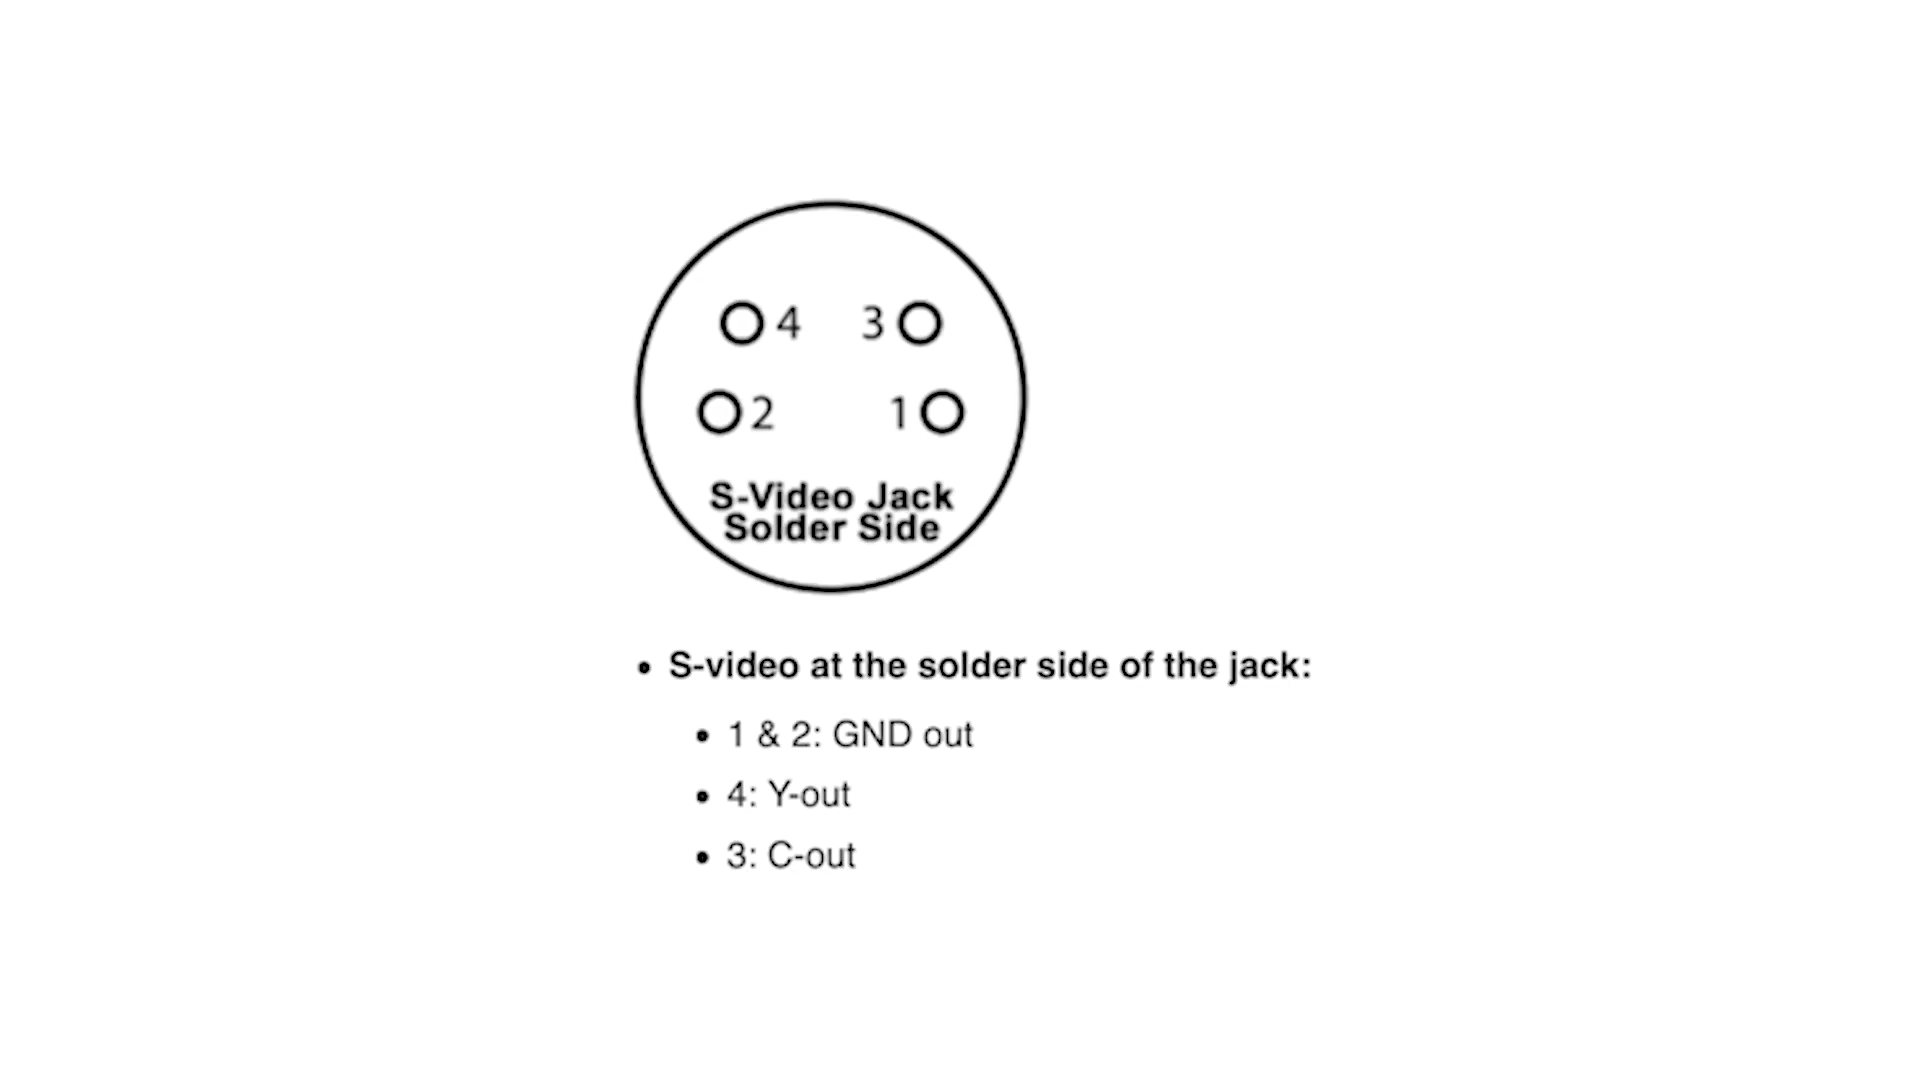 4 3
2 1
S-Video Jack
Solder Side
• S-video at the solder side of the jack:
• 1 & 2: GND out
• 4: Y-out
• 3: C-out